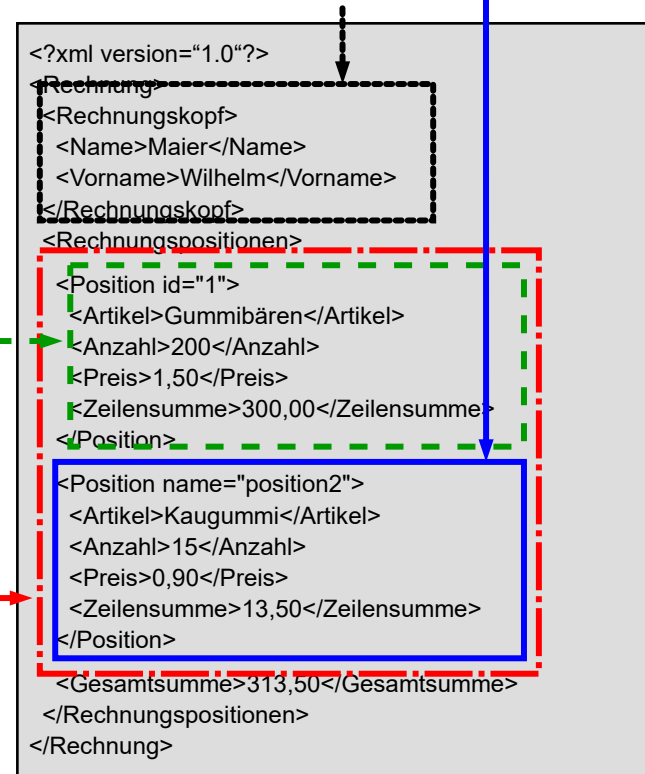 <?xml version=“1.0“?>
<Rechnung>
<Rechnungskopf>
<Name>Maier</Name>
<Vorname>Wilhelm</Vorname>
</Rechnungskopf>
<Rechnungspositionen>
<Position id="1">
<Artikel>Gummibären</Artikel>
<Anzahl>200</Anzahl>
<Preis>1,50</Preis>
<Zeilensumme>300,00</Zeilensumme>
</Position>
<Position name="position2">
<Artikel>Kaugummi</Artikel>
<Anzahl>15</Anzahl>
<Preis>0,90</Preis>
<Zeilensumme>13,50</Zeilensumme>
</Position>
<Gesamtsumme>313,50</Gesamtsumme>
</Rechnungspositionen>
</Rechnung>